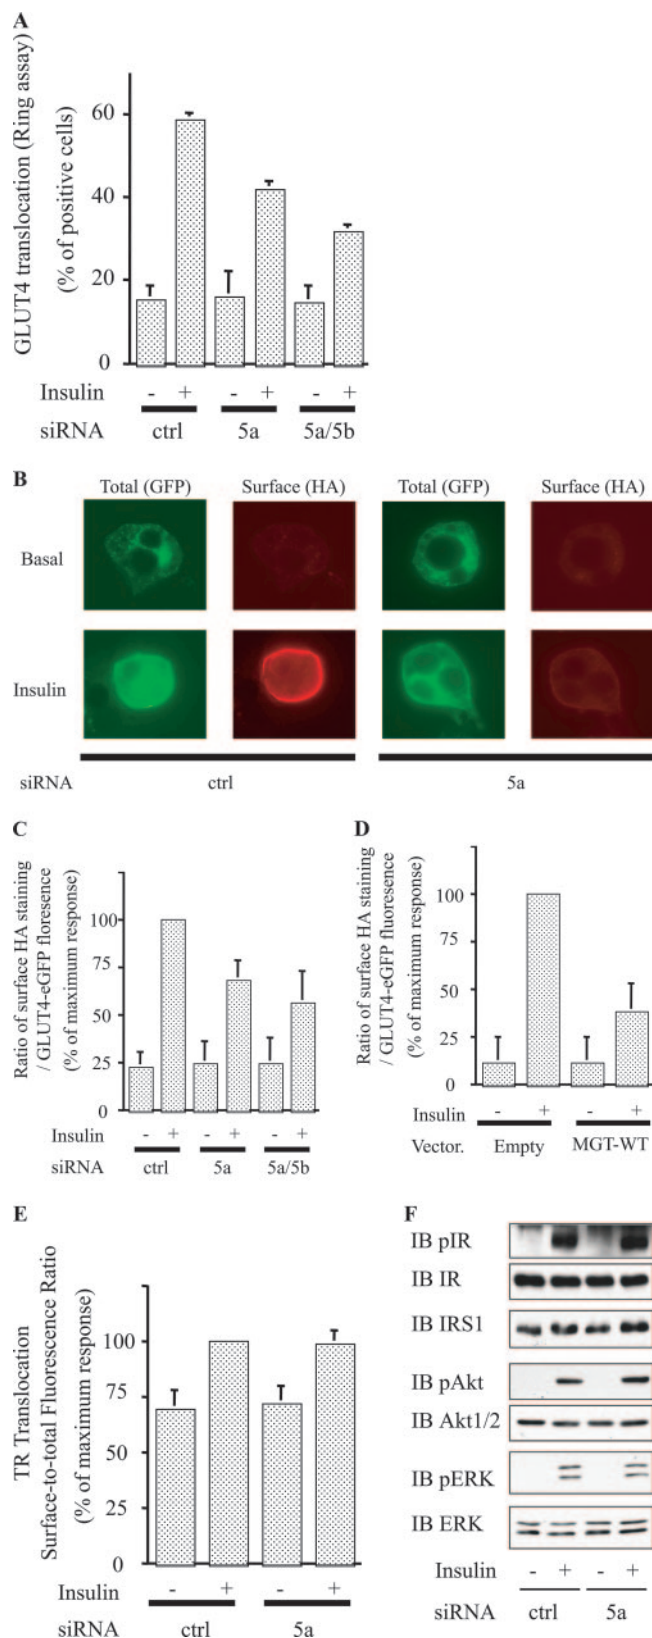 A
GLUT4 translocation (Ring assay)
(% of positive cells)
60
40
20
0
Insulin - + - + - +
siRNA ctrl 5a 5a/5b
B
Total (GFP) Surface (HA) Total (GFP) Surface (HA)
Basal
Insulin
siRNA ctrl 5a
C
Ratio of surface HA staining
/ GLUT4-eGFP floresence
(% of maximum response)
100
75
50
25
0
Insulin - + - + - +
siRNA ctrl 5a 5a/5b
D
Ratio of surface HA staining
/ GLUT4-eGFP fluorescence
(% of maximum response)
100
50
25
0
Insulin - + - +
Vector. Empty MGT-WT
E
TR Translocation
Surface-to-total Fluorescence Ratio
(% of maximum response)
100
75
50
25
0
Insulin - + - +
siRNA ctrl 5a
F
IB pIR
IB IR
IB IRS1
IB pAkt
IB Akt1/2
IB pERK
IB ERK
Insulin - + - +
siRNA ctrl 5a